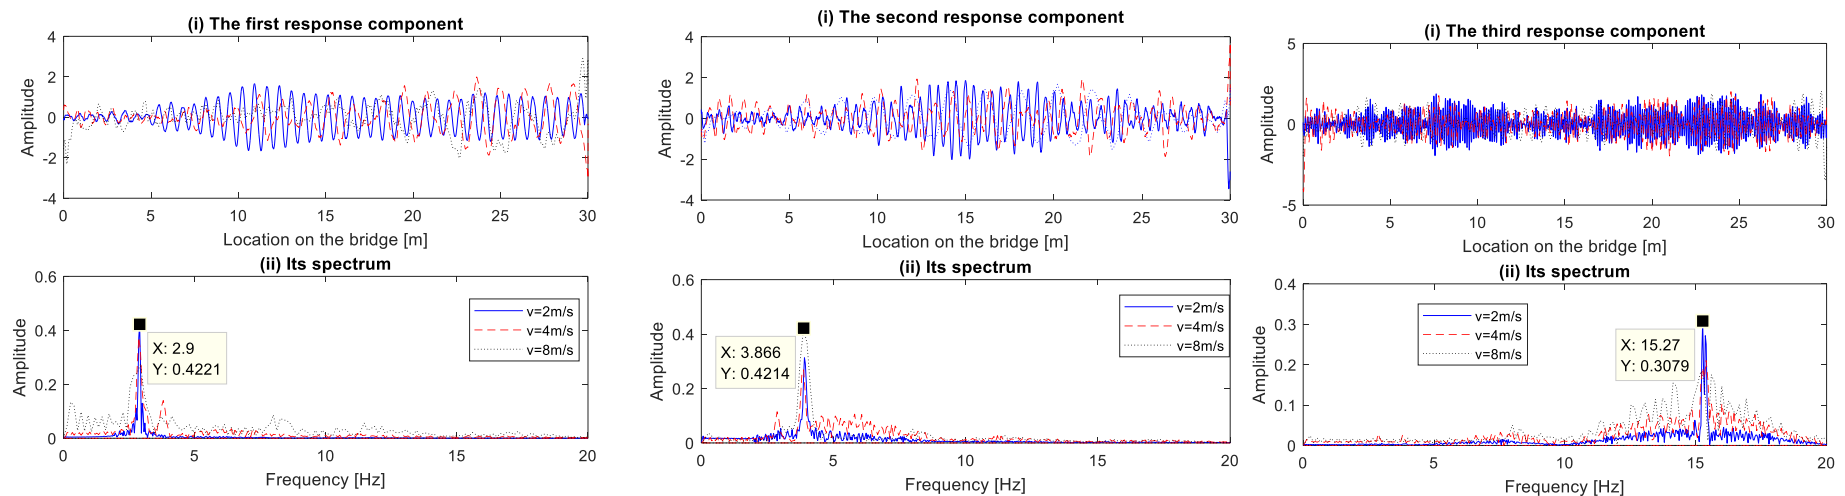 (i) The first response component
Amplitude
4
2
0
-2
-4
0 5 10 15 20 25 30
Location on the bridge [m]
(ii) Its spectrum
Amplitude
0.6
0.4
0.2
0
v=2m/s
v=4m/s
v=8m/s
X: 2.9
Y: 0.4221
0 5 10 15 20
Frequency [Hz]
(i) The second response component
Amplitude
4
2
0
-2
-4
0 5 10 15 20 25 30
Location on the bridge [m]
(ii) Its spectrum
Amplitude
0.6
0.4
0.2
0
v=2m/s
v=4m/s
v=8m/s
X: 3.866
Y: 0.4214
0 5 10 15 20
Frequency [Hz]
(i) The third response component
Amplitude
5
0
-5
0 5 10 15 20 25 30
Location on the bridge [m]
(ii) Its spectrum
Amplitude
0.4
0.3
0.2
0.1
0
v=2m/s
v=4m/s
v=8m/s
X: 15.27
Y: 0.3079
0 5 10 15 20
Frequency [Hz]